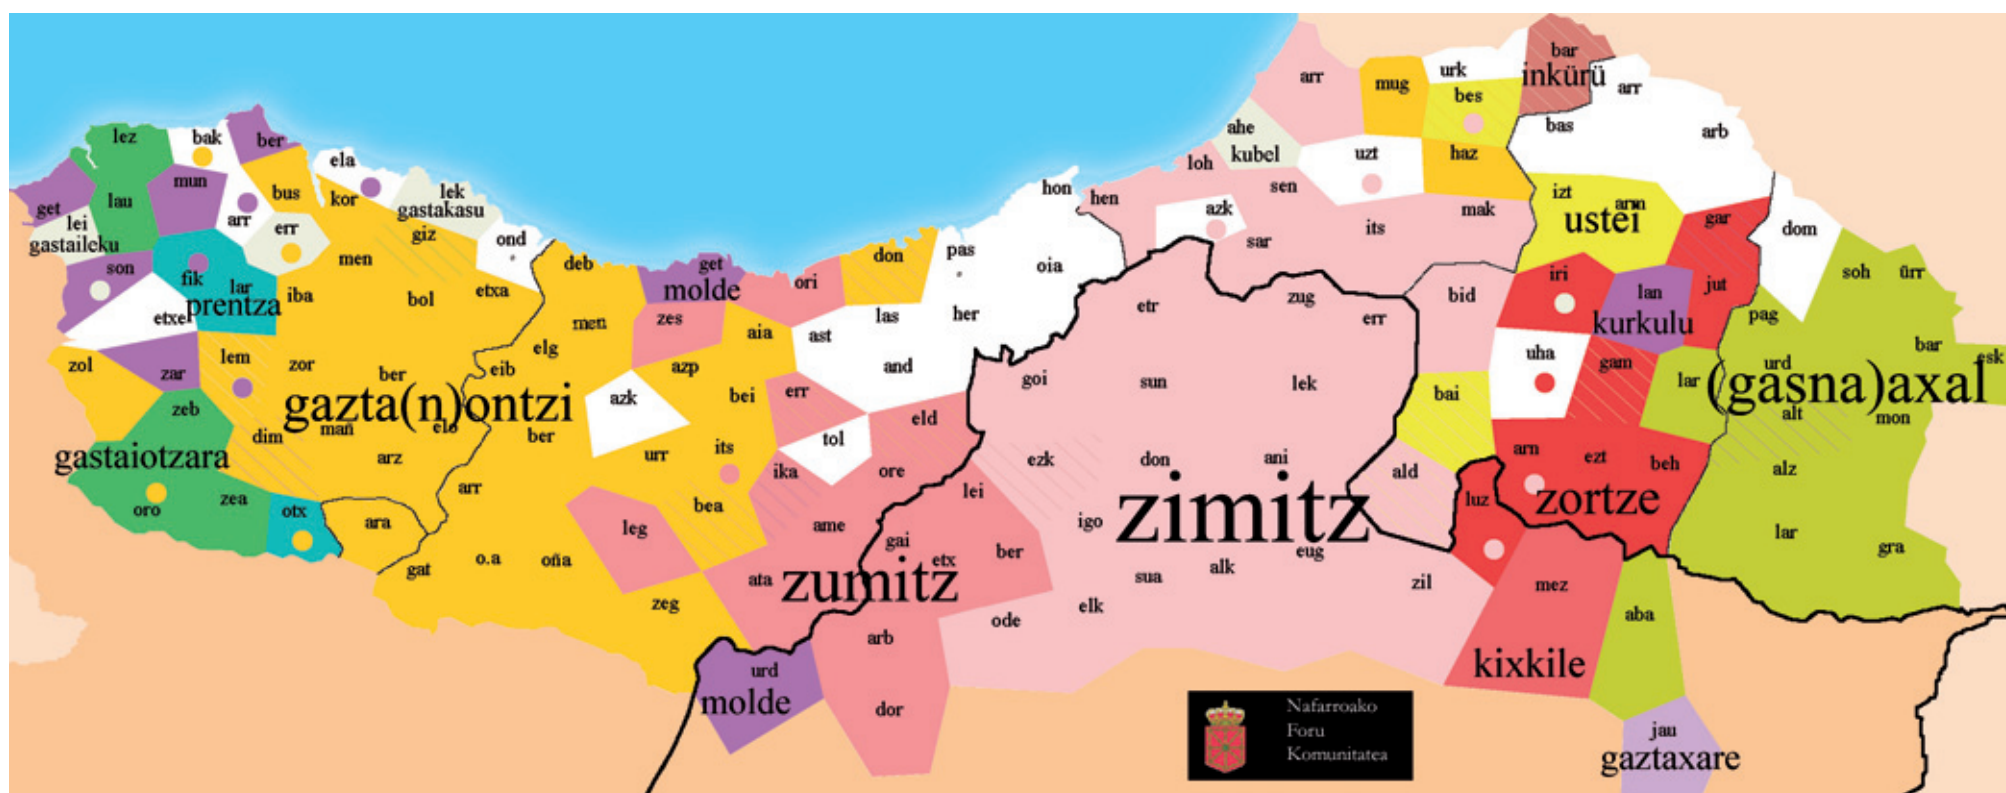 bar
inkürü
arr
urk
arr
mug
bes
bas
arb
lez
bak
ber
ahe
kubel
uzt
haz
ela
loh
mun
lek
gastakasu
hon
hen
sen
izt
arm
ustei
bus
kor
get
lau
arr
err
giz
azk
its
mak
gar
dom
lei
gastaileku
ond
sar
men
deb
get
molde
don
pas
oia
son
fik
lar
prentza
iba
bol
etxa
ori
etr
zug
bid
iri
lan
kurkulu
jut
soh
ürr
etxe
men
zes
aia
las
her
err
pag
ast
elg
lem
zor
zol
zar
ber
eib
azp
and
goi
sun
lek
uha
gam
lar
urd
bar
esk
(gasna)axal
gazta(n)ontzi
azk
bei
err
bai
alt
mon
zeb
dim
mañ
elo
ber
its
tol
eld
gastaiotzara
arz
urr
ika
ore
ezk
don
ani
ald
arn
ezt
beh
alz
oro
zea
otx
arr
bea
lei
zimitz
luz
zortze
ara
leg
ame
gai
igo
lar
gra
gat
o.a
oña
ata
etx
zumitz
ber
sua
alk
eug
zil
mez
zeg
arb
ode
elk
aba
urd
molde
dor
kixkile
Nafarroako
Foru
Komunitatea
jau
gaztaxare